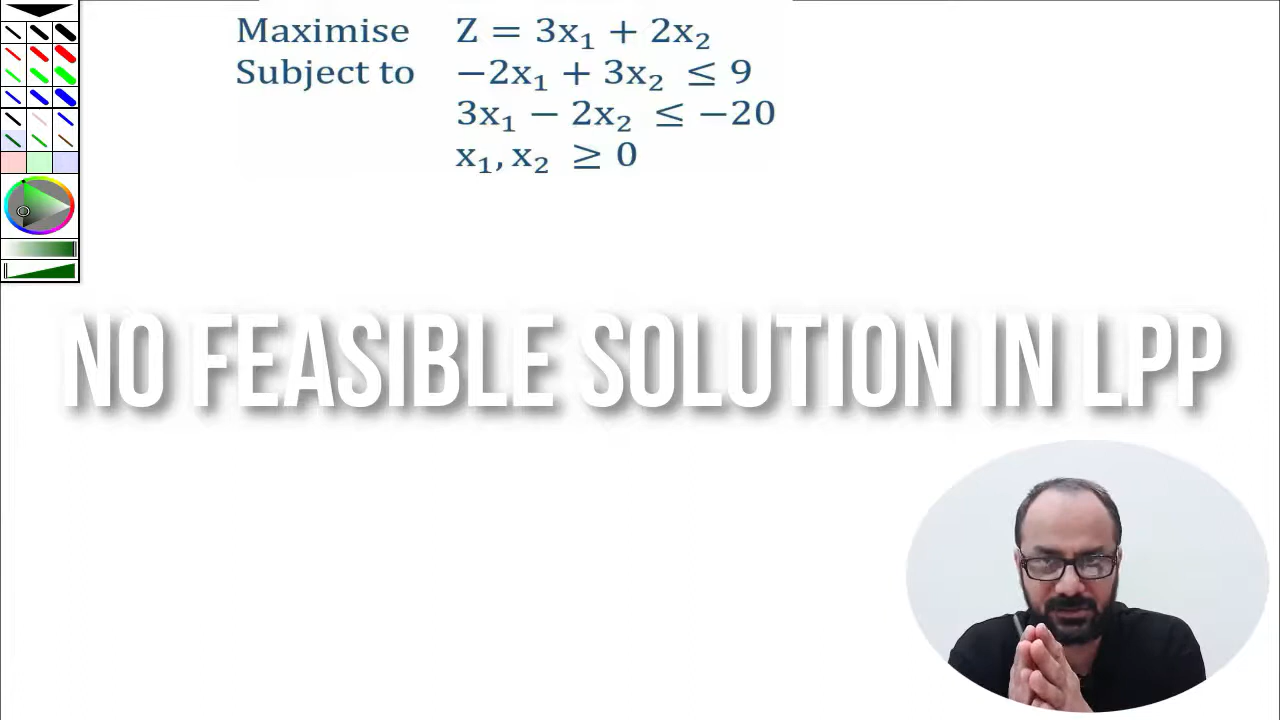 Maximise Z = 3x₁ + 2x₂
Subject to −2x₁ + 3x₂ ≤ 9
3x₁ − 2x₂ ≤ −20
x₁, x₂ ≥ 0
NO FEASIBLE SOLUTION IN LPP